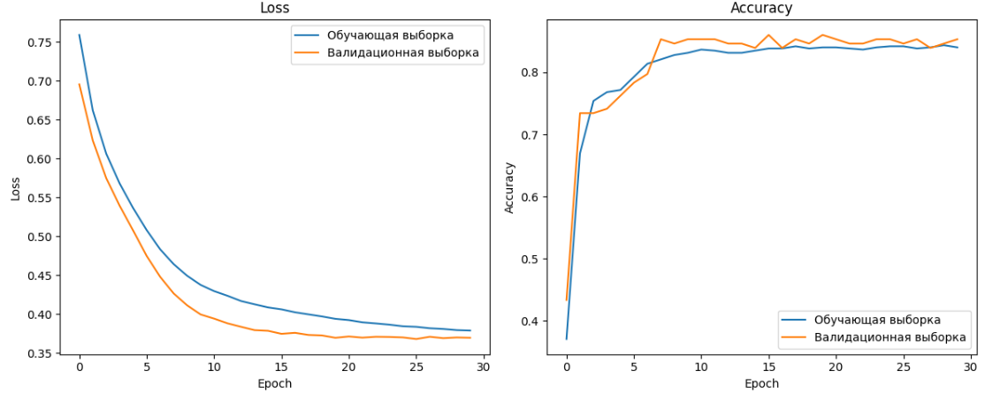 Loss
Обучающая выборка
Валидационная выборка
0.75
0.70
0.65
0.60
0.55
0.50
0.45
0.40
0.35
Loss
0 5 10 15 20 25 30
Epoch
Accuracy
0.8
0.7
0.6
0.5
0.4
Accuracy
Обучающая выборка
Валидационная выборка
0 5 10 15 20 25 30
Epoch